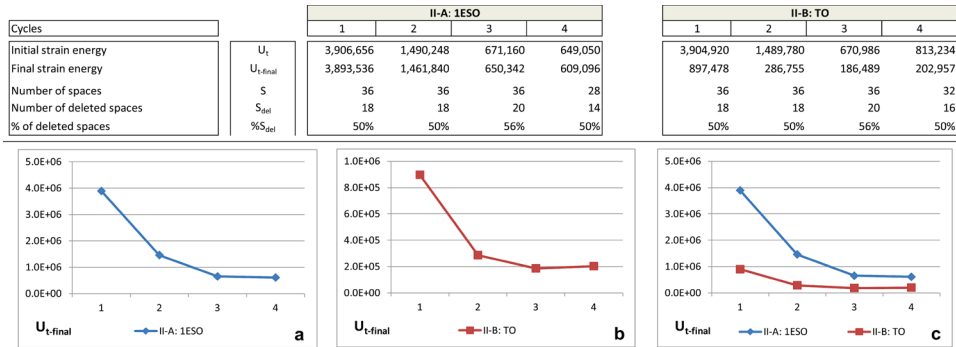 II-A: 1ESO II-B: TO
Cycles 1 2 3 4 1 2 3 4
Initial strain energy Ut 3,906,656 1,490,248 671,160 649,050 3,904,920 1,489,780 670,986 813,234
Final strain energy Ut-final 3,893,536 1,461,840 650,342 609,096 897,478 286,755 186,489 202,957
Number of spaces S 36 36 36 28 36 36 36 32
Number of deleted spaces Sdel 18 18 20 14 18 18 20 16
% of deleted spaces %Sdel 50% 50% 56% 50% 50% 50% 56% 50%
5.0E+06
4.0E+06
3.0E+06
2.0E+06
1.0E+06
0.0E+00
1 2 3 4
Ut-final II-A: 1ESO a
1.0E+06
8.0E+05
6.0E+05
4.0E+05
2.0E+05
0.0E+00
1 2 3 4
Ut-final II-B: TO b
5.0E+06
4.0E+06
3.0E+06
2.0E+06
1.0E+06
0.0E+00
1 2 3 4
Ut-final II-A: 1ESO II-B: TO c